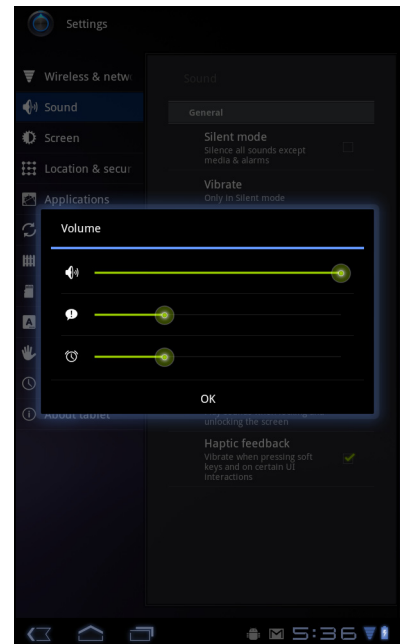 Settings
Wireless & netw
Sound
Sound
General
Screen
Silent mode
Silence all sounds except
media & alarms
Location & secur
Vibrate
Only in Silent mode
Applications
Volume
OK
About tablet
unlocking the screen
Haptic feedback
Vibrate when pressing soft
keys and on certain UI
interactions
5:36